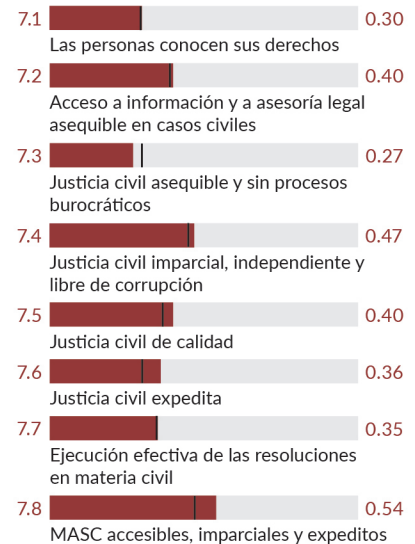 7.1 0.30
Las personas conocen sus derechos
7.2 0.40
Acceso a información y a asesoría legal
asequible en casos civiles
7.3 0.27
Justicia civil asequible y sin procesos
burocráticos
7.4 0.47
Justicia civil imparcial, independiente y
libre de corrupción
7.5 0.40
Justicia civil de calidad
7.6 0.36
Justicia civil expedita
7.7 0.35
Ejecución efectiva de las resoluciones
en materia civil
7.8 0.54
MASC accesibles, imparciales y expeditos